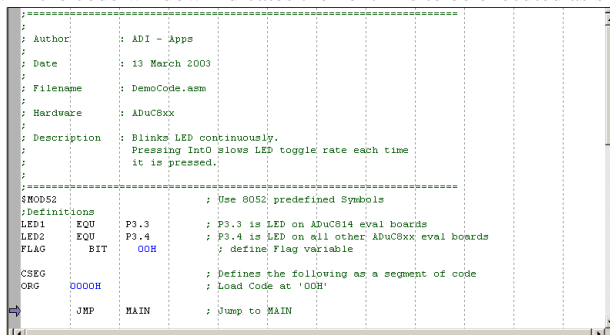 ;=====================================================================
;
; Author : ADI - Apps
;
; Date : 13 March 2003
;
; Filename : DemoCode.asm
;
; Hardware : ADuC8xx
;
; Description : Blinks LED continuously.
; Pressing Int0 slows LED toggle rate each time
; it is pressed.
;
;=====================================================================
$MOD52 ; Use 8052 predefined Symbols
;Definitions
LED1 EQU P3.3 ; P3.3 is LED on ADuC814 eval boards
LED2 EQU P3.4 ; P3.4 is LED on all other ADuC8xx eval boards
FLAG BIT 00H ; define Flag variable
CSEG ; Defines the following as a segment of code
ORG 0000H ; Load Code at '00H'
JMP MAIN ; Jump to MAIN